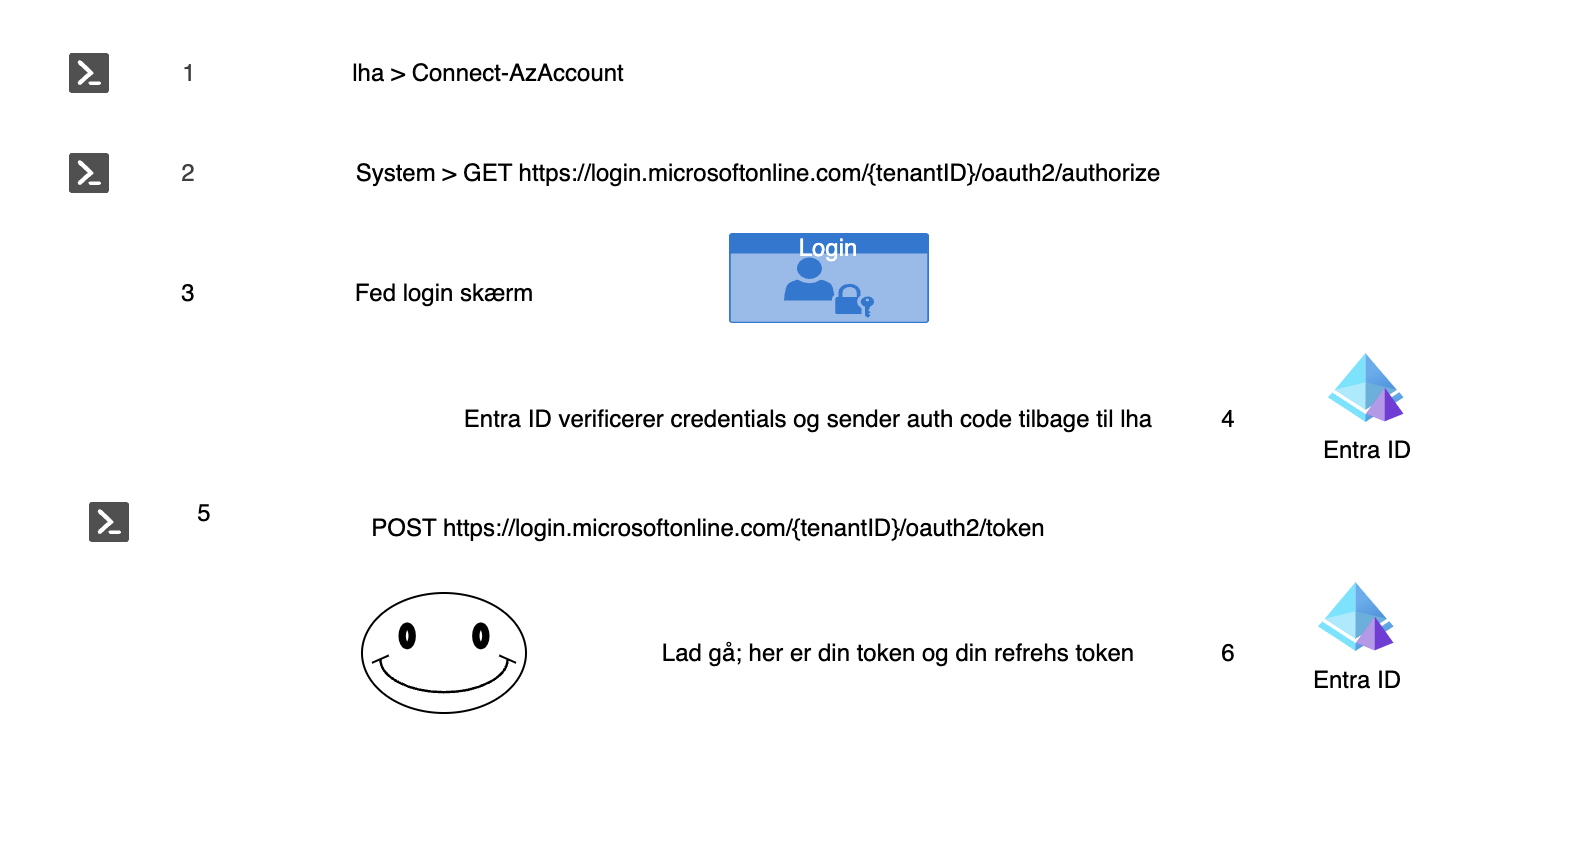 1 lha > Connect-AzAccount
2 System > GET https://login.microsoftonline.com/{tenantID}/oauth2/authorize
Login
3 Fed login skærm
Entra ID verificerer credentials og sender auth code tilbage til lha 4
Entra ID
5
POST https://login.microsoftonline.com/{tenantID}/oauth2/token
Lad gå; her er din token og din refrehs token 6
Entra ID